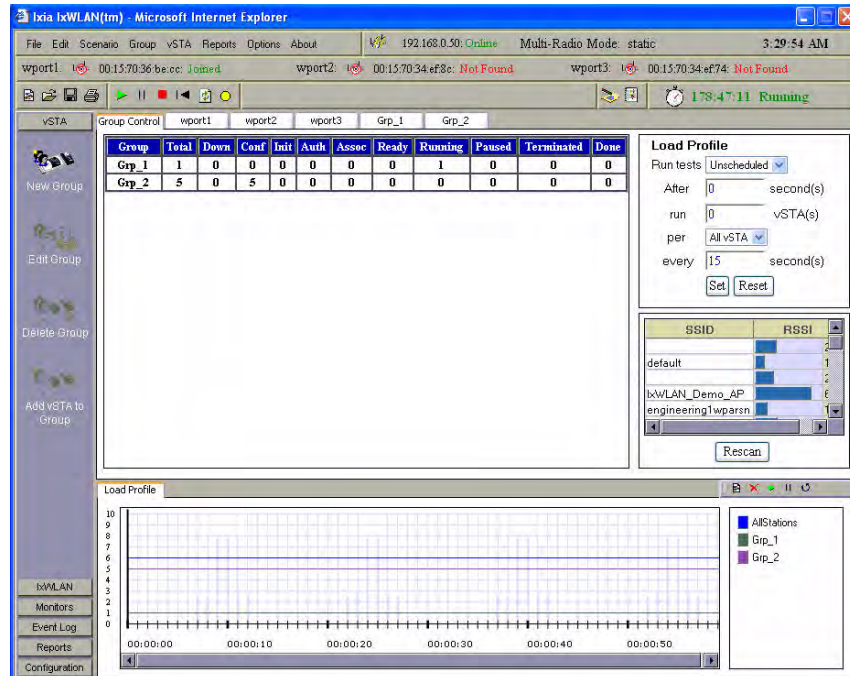 Ixia IxWLAN(tm) - Microsoft Internet Explorer
File Edit Scenario Group vSTA Reports Options About 192.168.0.50: Online Multi-Radio Mode: static 3:29:54 AM
wport1: 00:15:70:36:be:cc: Joined wport2: 00:15:70:34:ef:8c: Not Found wport3: 00:15:70:34:ef:74: Not Found
178:47:11 Running
vSTA
Group Control wport1 wport2 wport3 Grp_1 Grp_2
Group Total Down Conf Init Auth Assoc Ready Running Paused Terminated Done
Grp_1 1 0 0 0 0 0 0 1 0 0 0
Grp_2 5 0 5 0 0 0 0 0 0 0 0
New Group
Edit Group
Delete Group
Add vSTA to
Group
Load Profile
Run tests Unscheduled
After 0 second(s)
run 0 vSTA(s)
per All vSTA
every 15 second(s)
Set Reset
SSID RSSI
2
default 1
2
IxWLAN_Demo_AP 6
engineering1wparsn 1
Rescan
Load Profile
10
9
8
7
6
5
4
3
2
1
0
00:00:00 00:00:10 00:00:20 00:00:30 00:00:40 00:00:50
AllStations
Grp_1
Grp_2
IxWLAN
Monitors
Event Log
Reports
Configuration